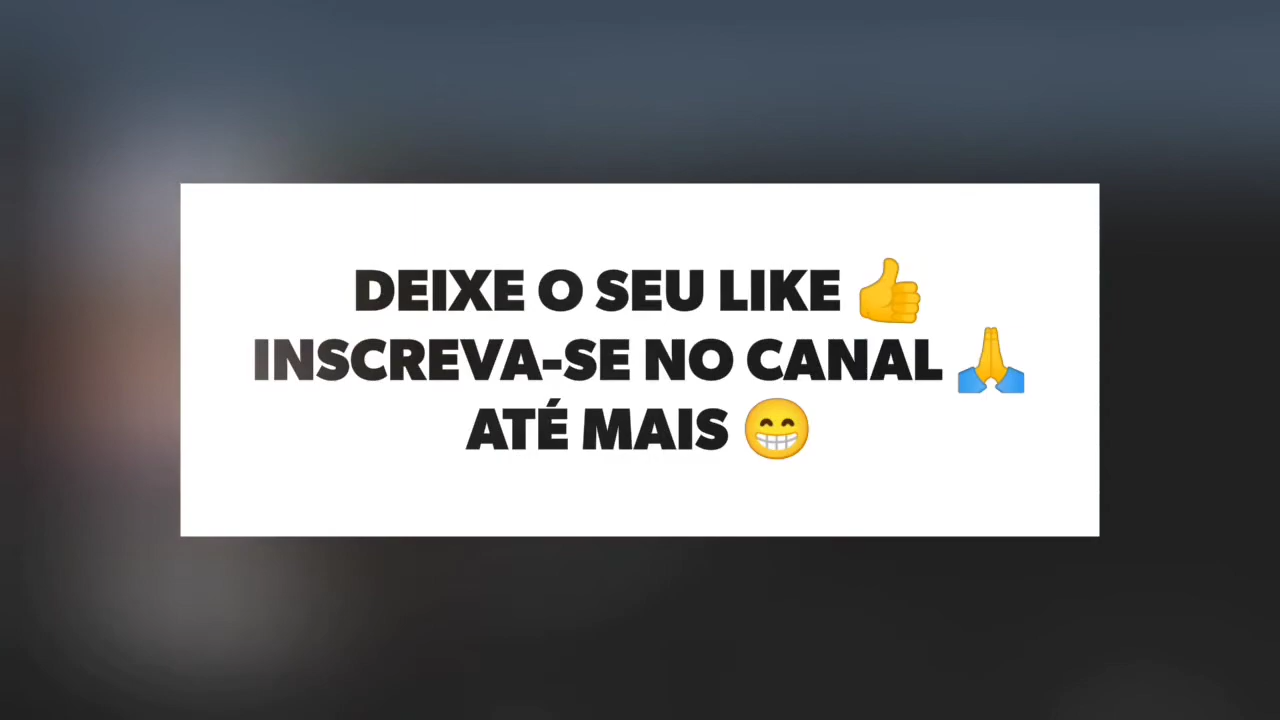 DEIXE O SEU LIKE 👍
INSCREVA-SE NO CANAL 🙏
ATÉ MAIS 😁